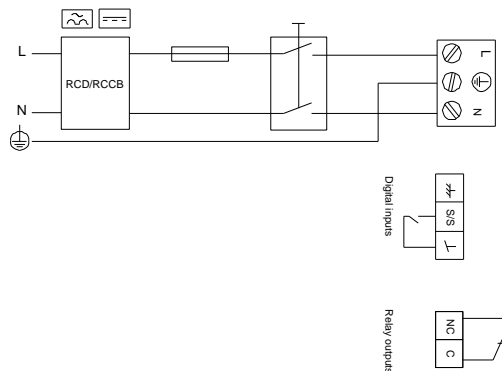 L
RCD/RCCB
N
L
N
Digital inputs
S/S
Relay outputs
NC
C